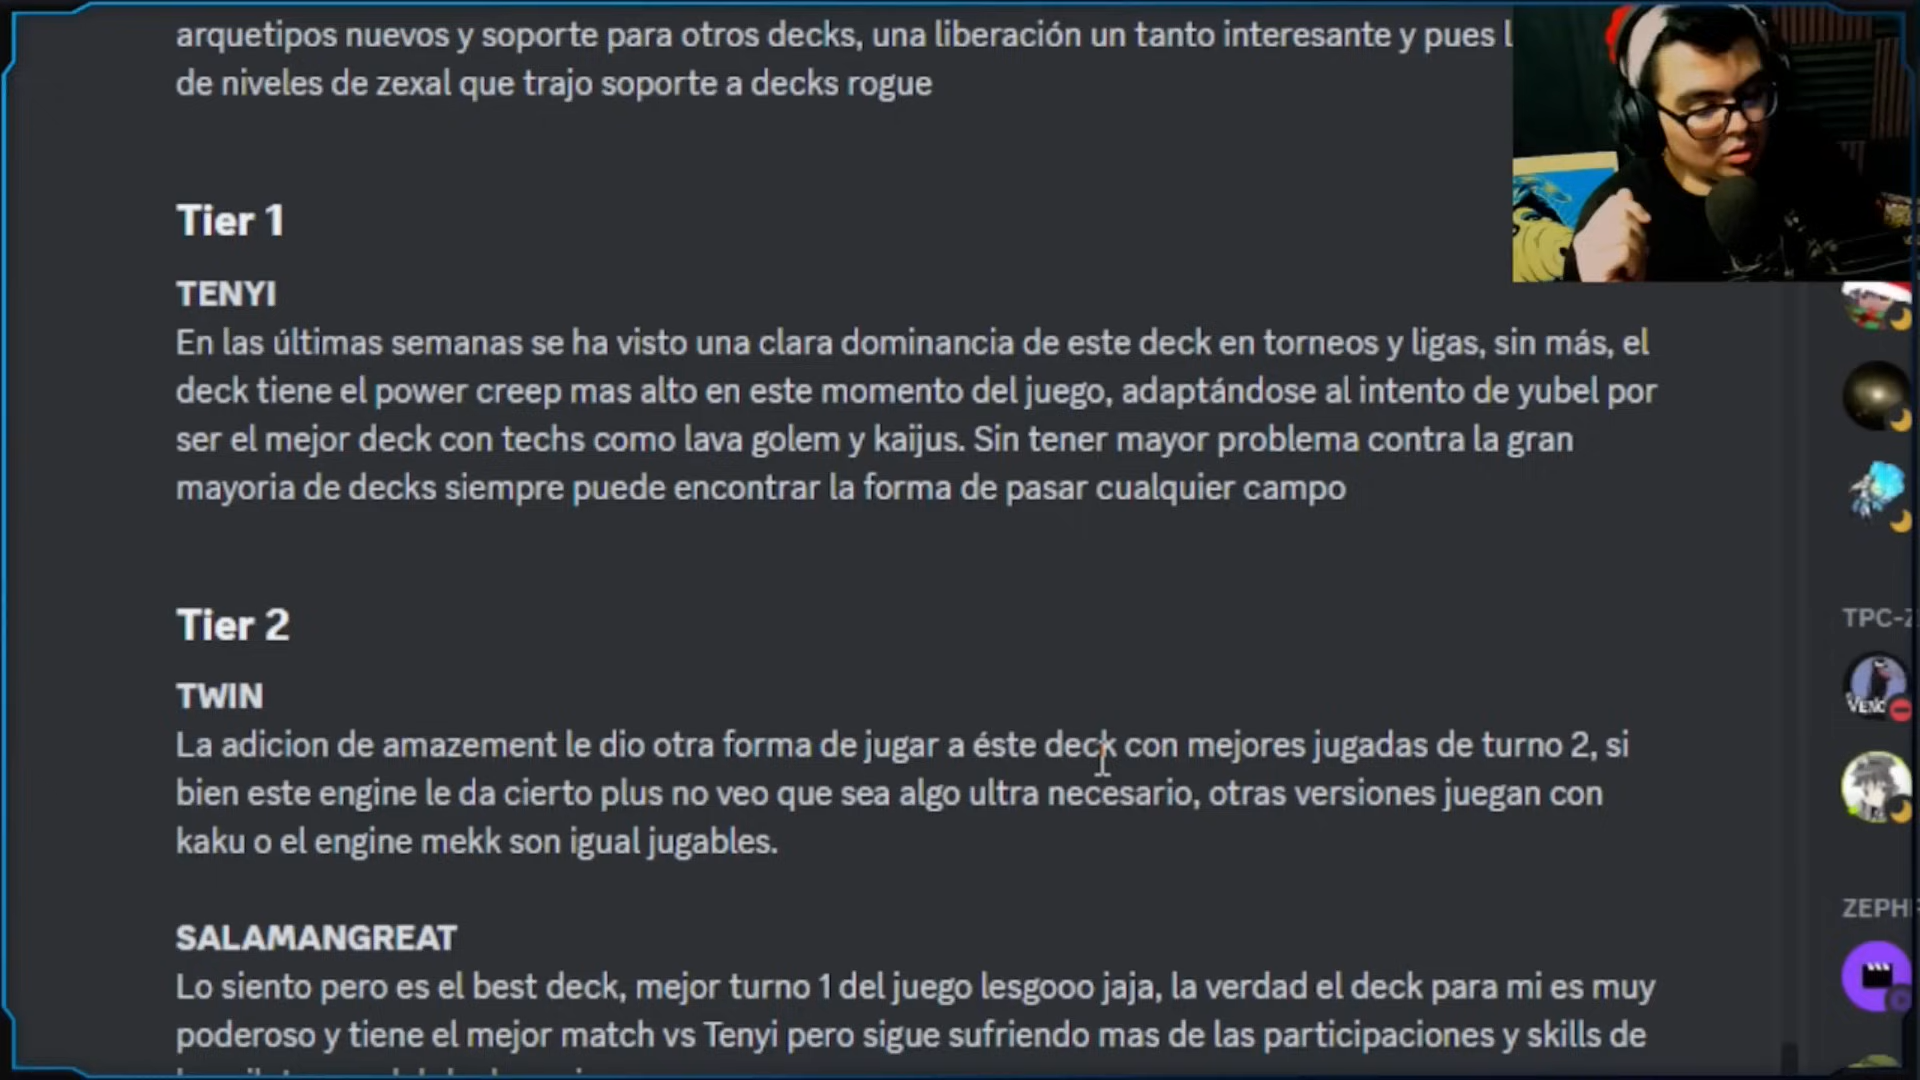 arquetipos nuevos y soporte para otros decks, una liberación un tanto interesante y pues
de niveles de zexal que trajo soporte a decks rogue
Tier 1
TENYI
En las últimas semanas se ha visto una clara dominancia de este deck en torneos y ligas, sin más, el
deck tiene el power creep mas alto en este momento del juego, adaptándose al intento de yubel por
ser el mejor deck con techs como lava golem y kaijus. Sin tener mayor problema contra la gran
mayoria de decks siempre puede encontrar la forma de pasar cualquier campo
Tier 2
TPC-Z
TWIN
La adicion de amazement le dio otra forma de jugar a éste deck con mejores jugadas de turno 2, si
bien este engine le da cierto plus no veo que sea algo ultra necesario, otras versiones juegan con
kaku o el engine mekk son igual jugables.
ZEPH
SALAMANGREAT
Lo siento pero es el best deck, mejor turno 1 del juego lesgooo jaja, la verdad el deck para mi es muy
poderoso y tiene el mejor match vs Tenyi pero sigue sufriendo mas de las participaciones y skills de